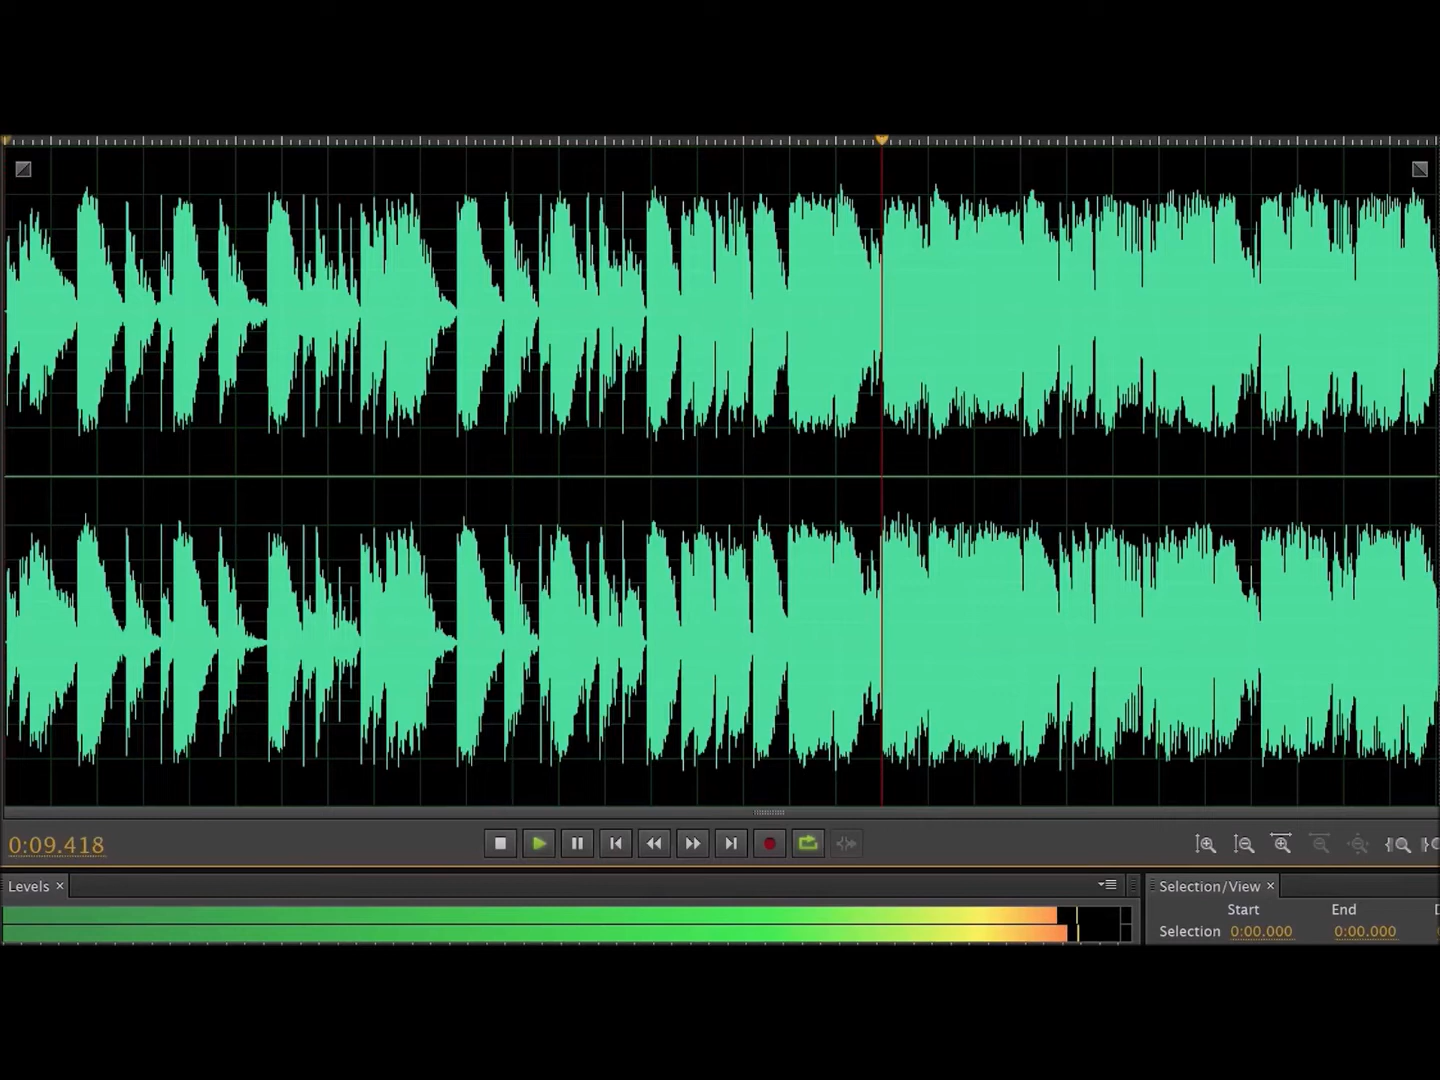 0:09.418
Levels ×
Selection/View ×
Start End
Selection 0:00.000 0:00.000